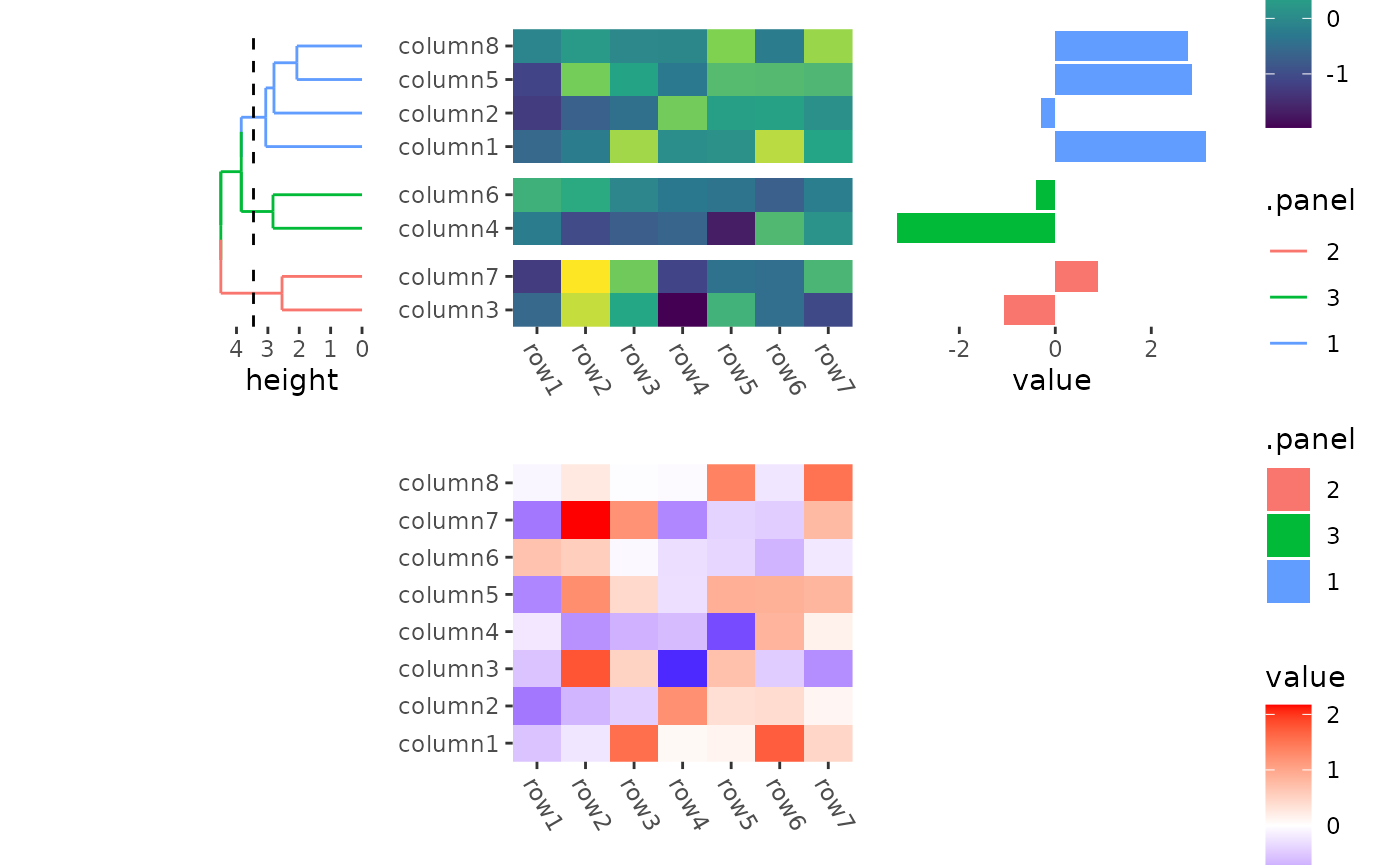 column8
column5
column2
column1
column6
column4
column7
column3
4 3 2 1 0
height
row1 row2 row3 row4 row5 row6 row7
-2 0 2
value
0
-1
.panel
2
3
1
.panel
2
3
1
column8
column7
column6
column5
column4
column3
column2
column1
row1 row2 row3 row4 row5 row6 row7
value
2
1
0